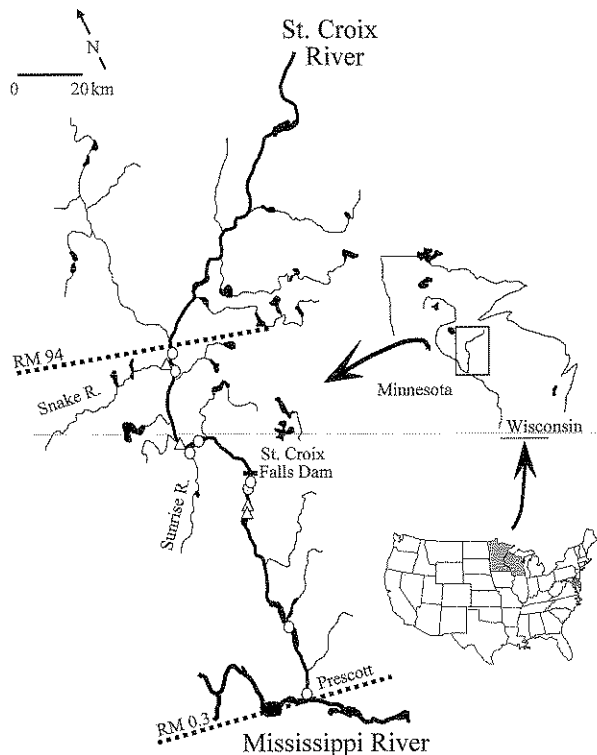 N
0 20 km
St. Croix
River
RM 94
Snake R.
Minnesota
Wisconsin
St. Croix
Falls Dam
Sunrise R.
Prescott
RM 0.3
Mississippi River